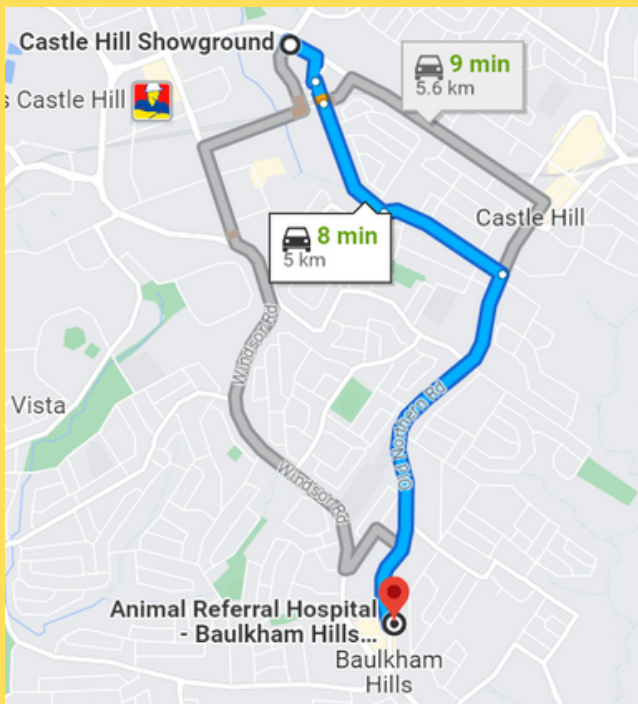 Castle Hill Showground
9 min
5.6 km
s Castle Hill
8 min
5 km
Castle Hill
Windsor Rd
Vista
Old Northern Rd
Windsor Rd
Animal Referral Hospital
- Baulkham Hills...
Baulkham
Hills